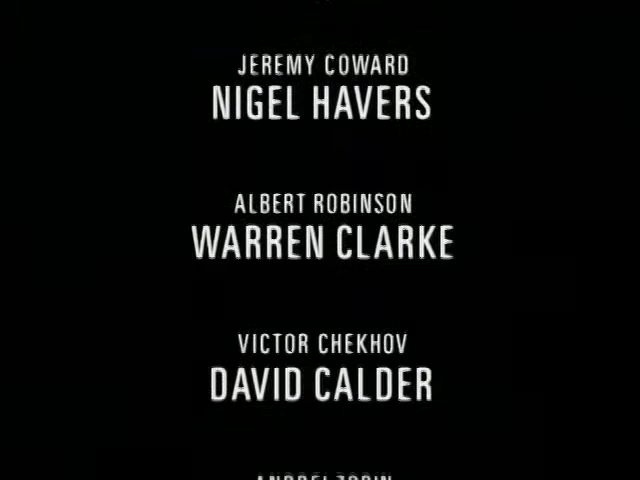 JEREMY COWARD
NIGEL HAVERS
ALBERT ROBINSON
WARREN CLARKE
VICTOR CHEKHOV
DAVID CALDER